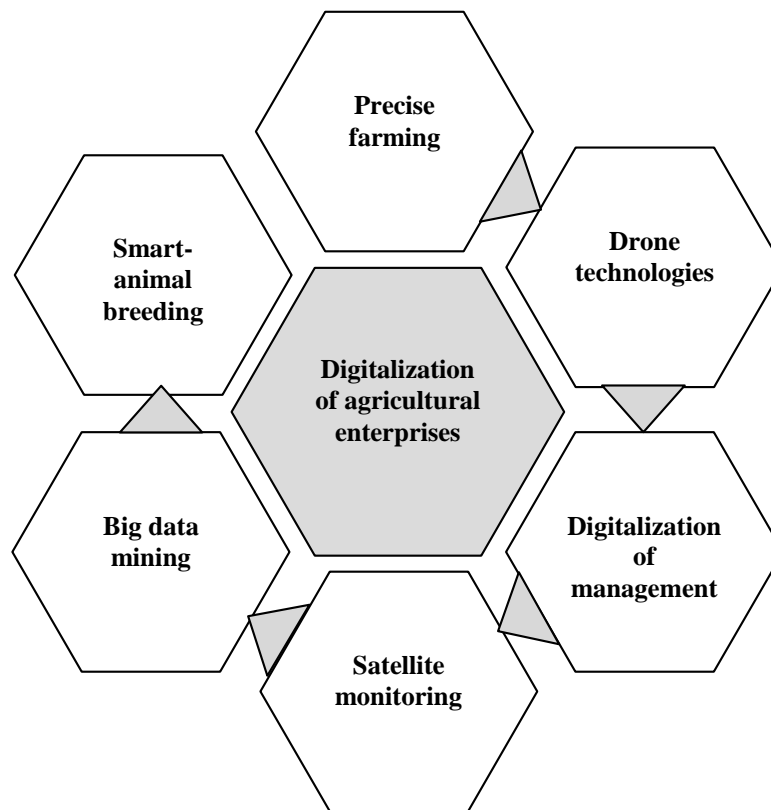 Precise
farming
Drone
technologies
Smart-
animal
breeding
Digitalization
of agricultural
enterprises
Big data
mining
Digitalization
of
management
Satellite
monitoring